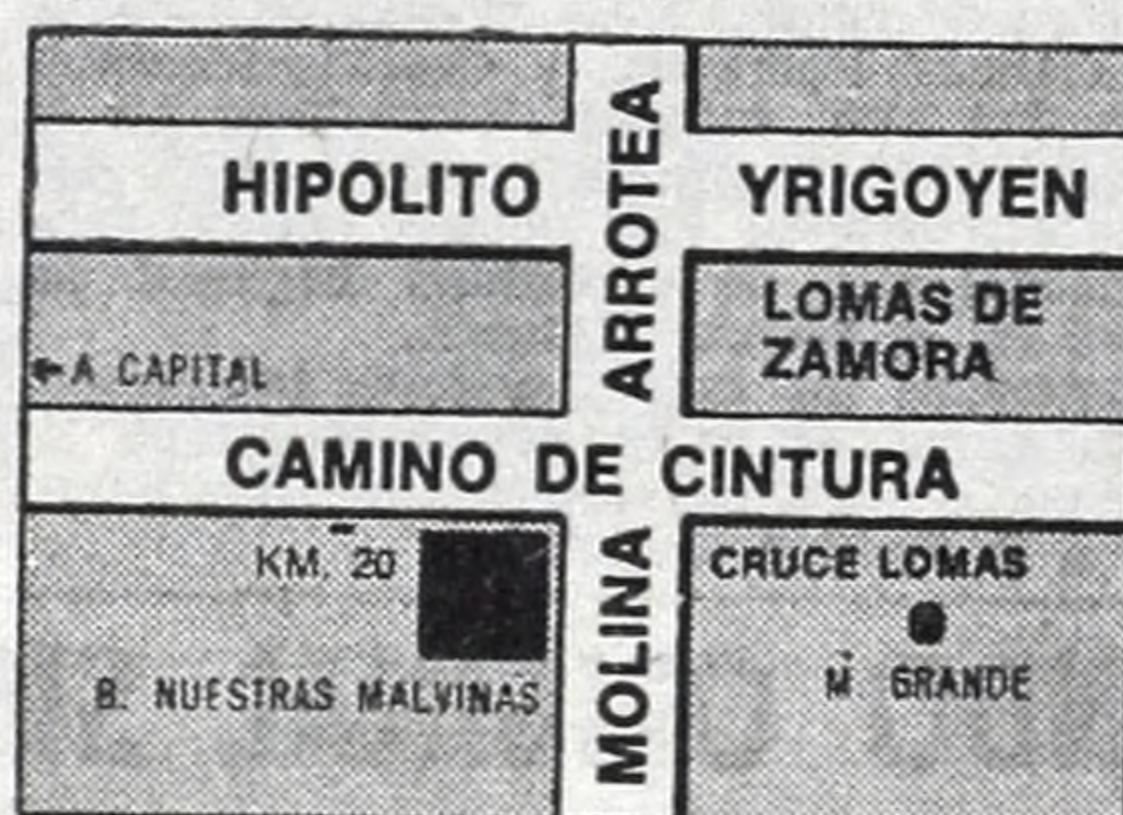 HIPOLITO YRIGOYEN
MOLINA ARROTEA
LOMAS DE
ZAMORA
A CAPITAL
CAMINO DE CINTURA
KM. 20
CRUCE LOMAS
B. NUESTRAS MALVINAS
M GRANDE